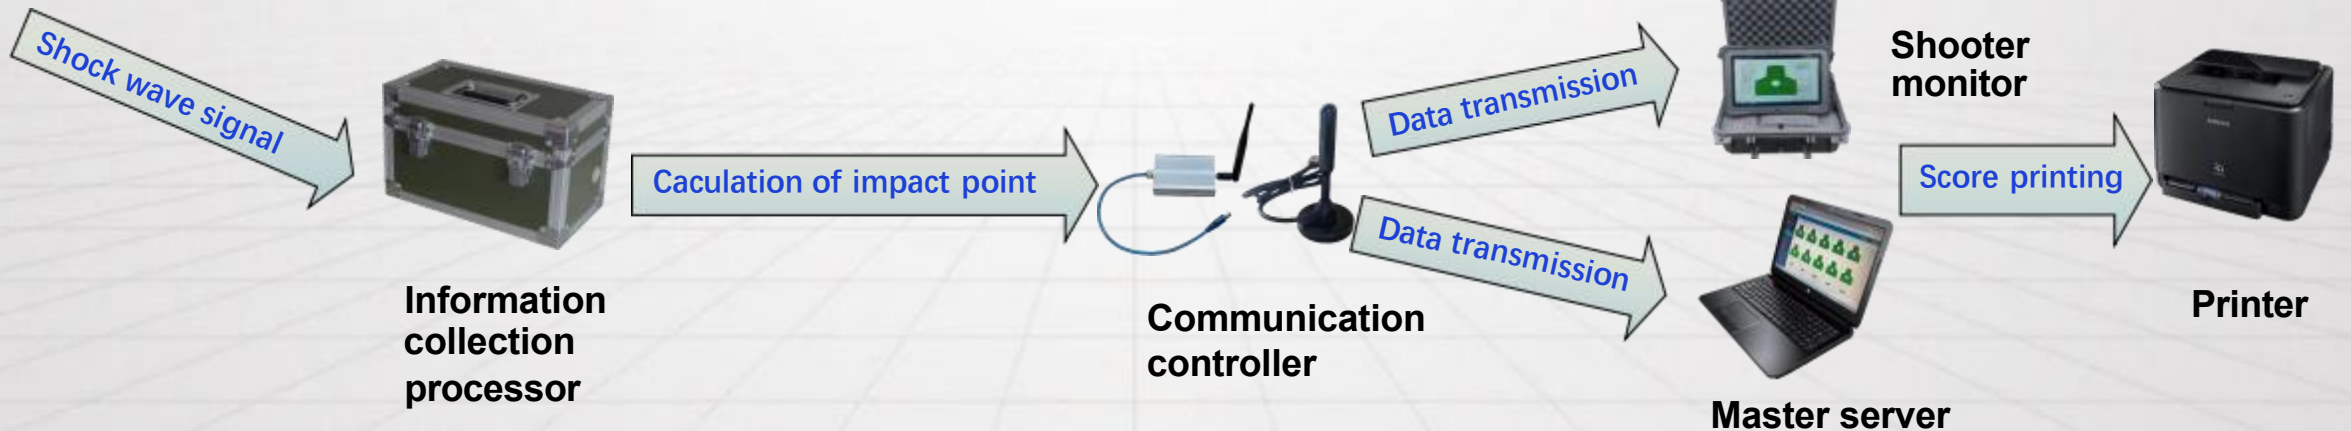 Shock wave signal
Information
collection
processor
Caculation of impact point
Communication
controller
Data transmission
Data transmission
Shooter
monitor
Master server
Score printing
Printer